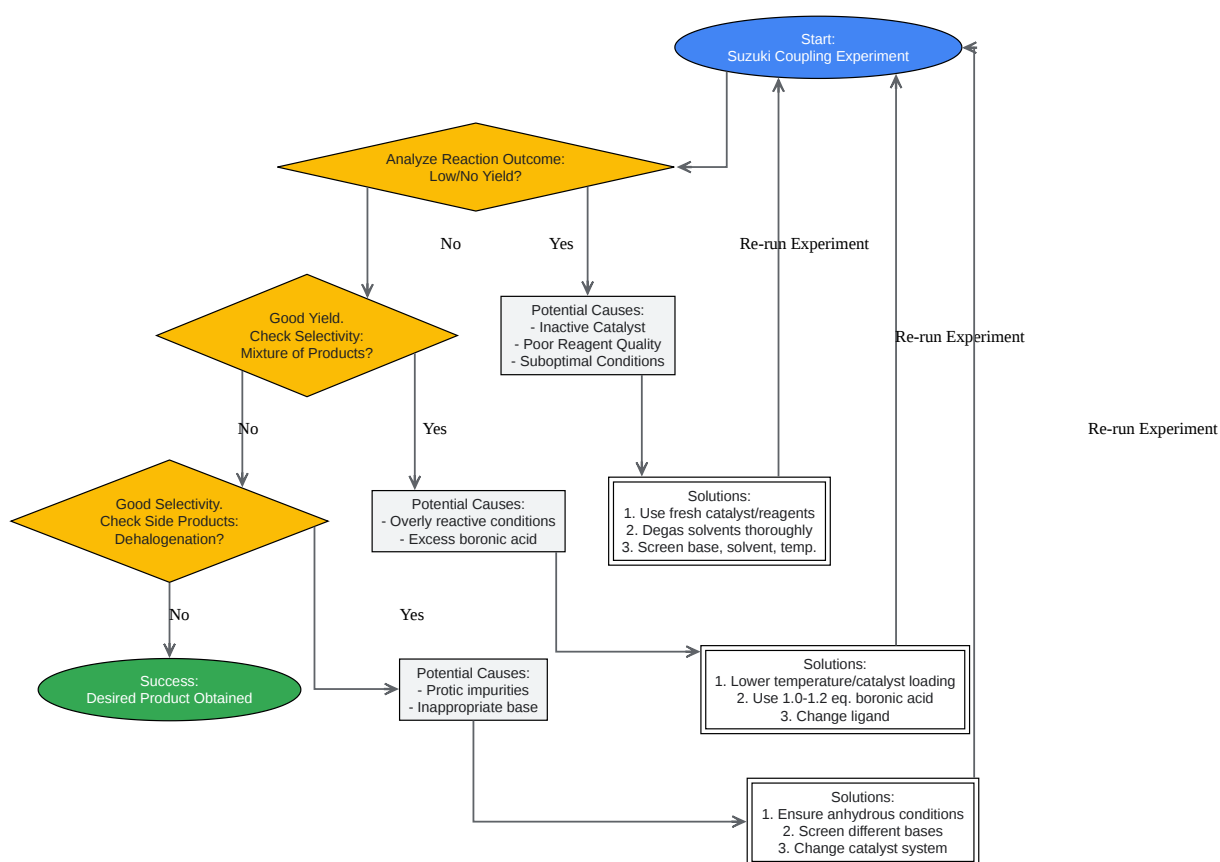 Start:
Suzuki Coupling Experiment
Analyze Reaction Outcome:
Low/No Yield?
No
Yes
Re-run Experiment
Good Yield.
Check Selectivity:
Mixture of Products?
Potential Causes:
- Inactive Catalyst
- Poor Reagent Quality
- Suboptimal Conditions
Re-run Experiment
No
Yes
Re-run Experiment
Good Selectivity.
Check Side Products:
Dehalogenation?
Potential Causes:
- Overly reactive conditions
- Excess boronic acid
Solutions:
1. Use fresh catalyst/reagents
2. Degas solvents thoroughly
3. Screen base, solvent, temp.
No
Yes
Success:
Desired Product Obtained
Potential Causes:
- Protic impurities
- Inappropriate base
Solutions:
1. Lower temperature/catalyst loading
2. Use 1.0-1.2 eq. boronic acid
3. Change ligand
Solutions:
1. Ensure anhydrous conditions
2. Screen different bases
3. Change catalyst system